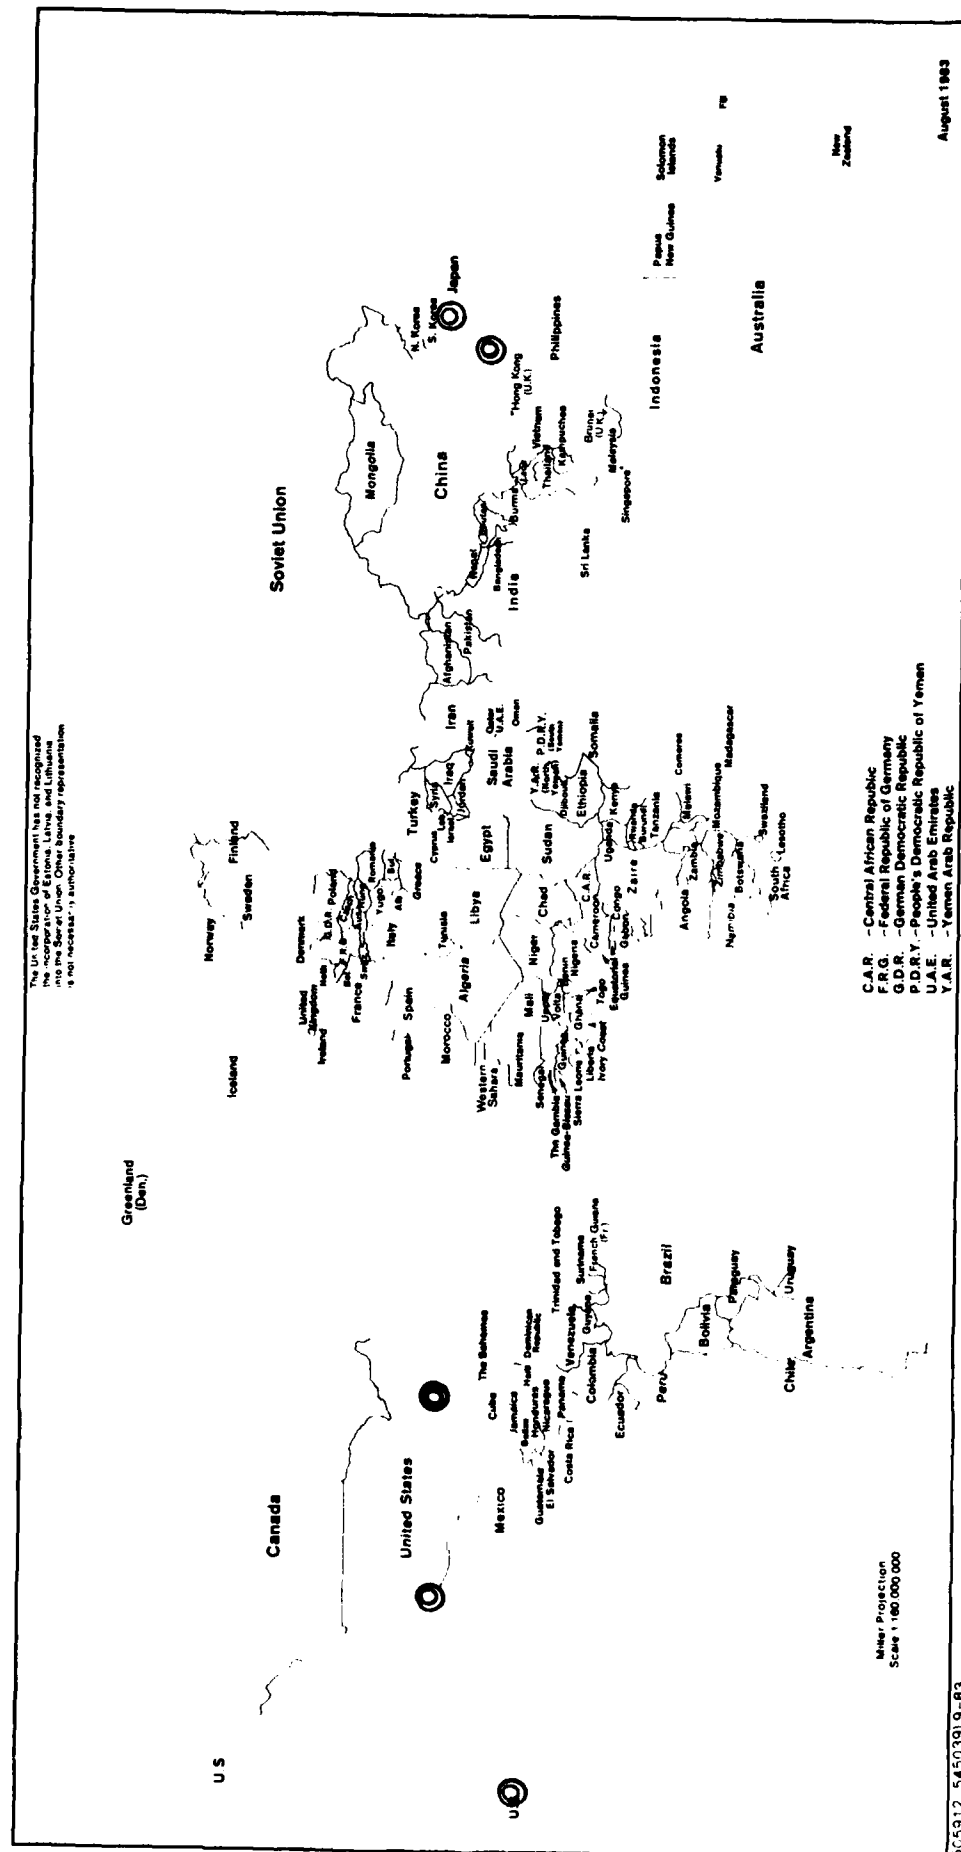 The United States Government has not recognized
the incorporation of Estonia, Latvia, and Lithuania
into the Soviet Union. Other boundary representation
is not necessarily authoritative
Greenland
(Den.)
Iceland
Norway
Sweden
Finland
U S
Canada
United States
U
Soviet Union
United
Kingdom
Ireland
Denmark
G.D.R.
Poland
F.R.G.
France
Portugal
Spain
Italy
Yugo
Romania
Bul
Alb
Greece
Turkey
Cyprus
Syria
Leb
Israel
Iraq
Jordan
Iran
Kuwait
Saudi
Arabia
Qatar
U.A.E.
Oman
Y.A.R.
(North
Yemen)
P.D.R.Y.
(South
Yemen)
Afghanistan
Pakistan
India
Nepal
Bhutan
Bangladesh
Burma
Sri Lanka
Mongolia
China
N. Korea
S. Korea
Japan
Hong Kong
(U.K.)
Laos
Thailand
Vietnam
Kampuchea
Philippines
Brunei
(U.K.)
Malaysia
Singapore
Indonesia
Papua
New Guinea
Solomon
Islands
Vanuatu
Fiji
Australia
New
Zealand
Morocco
Algeria
Tunisia
Libya
Egypt
Western
Sahara
Mauritania
Mali
Niger
Chad
Sudan
Ethiopia
Djibouti
Somalia
Senegal
The Gambia
Guinea-Bissau
Guinea
Sierra Leone
Liberia
Ivory Coast
Upper
Volta
Ghana
Togo
Benin
Nigeria
Cameroon
C.A.R.
Equatorial
Guinea
Gabon
Congo
Zaire
Uganda
Kenya
Rwanda
Burundi
Tanzania
Angola
Zambia
Malawi
Mozambique
Comoros
Madagascar
Zimbabwe
Namibia
Botswana
South
Africa
Swaziland
Lesotho
Mexico
Guatemala
El Salvador
Belize
Honduras
Nicaragua
Costa Rica
Panama
Cuba
Jamaica
The Bahamas
Haiti
Dominican
Republic
Trinidad and Tobago
Venezuela
Colombia
Ecuador
Guyana
Suriname
French Guiana
(Fr.)
Peru
Brazil
Bolivia
Paraguay
Uruguay
Chile
Argentina
C.A.R. -Central African Republic
F.R.G. -Federal Republic of Germany
G.D.R. -German Democratic Republic
P.D.R.Y. -People's Democratic Republic of Yemen
U.A.E. -United Arab Emirates
Y.A.R. -Yemen Arab Republic
Miller Projection
Scale 1:160,000,000
August 1983